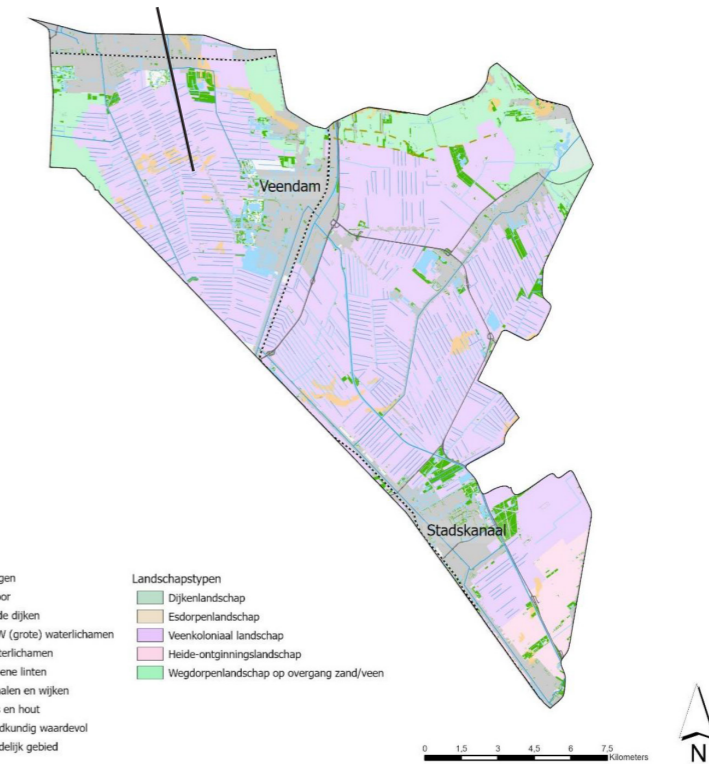 Veendam
Stadskanaal
gen
oor
de dijken
W (grote) waterlichamen
terlichamen
ene linten
alen en wijken
s en hout
dkundig waardevol
delijk gebied
Landschapstypen
Dijkenlandschap
Esdorpenlandschap
Veenkoloniaal landschap
Heide-ontginningslandschap
Wegdorpenlandschap op overgang zand/veen
0 1,5 3 4,5 6 7,5
Kilometers
N